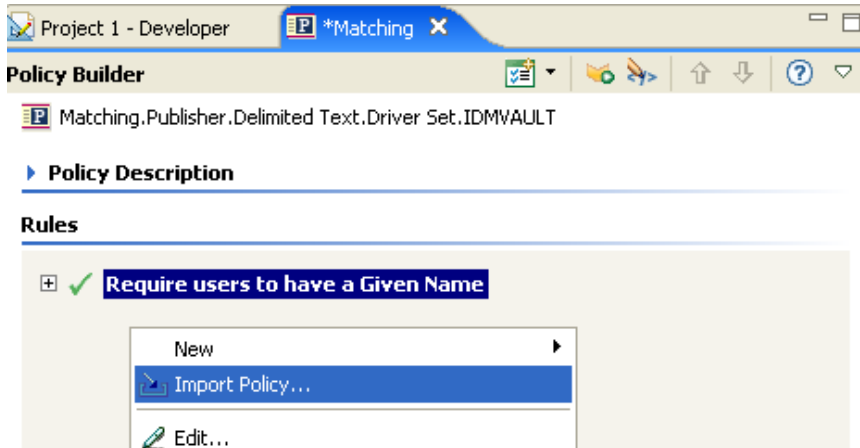 Project 1 - Developer
*Matching
Policy Builder
Matching.Publisher.Delimited Text.Driver Set.IDMVAULT
Policy Description
Rules
Require users to have a Given Name
New
Import Policy...
Edit...